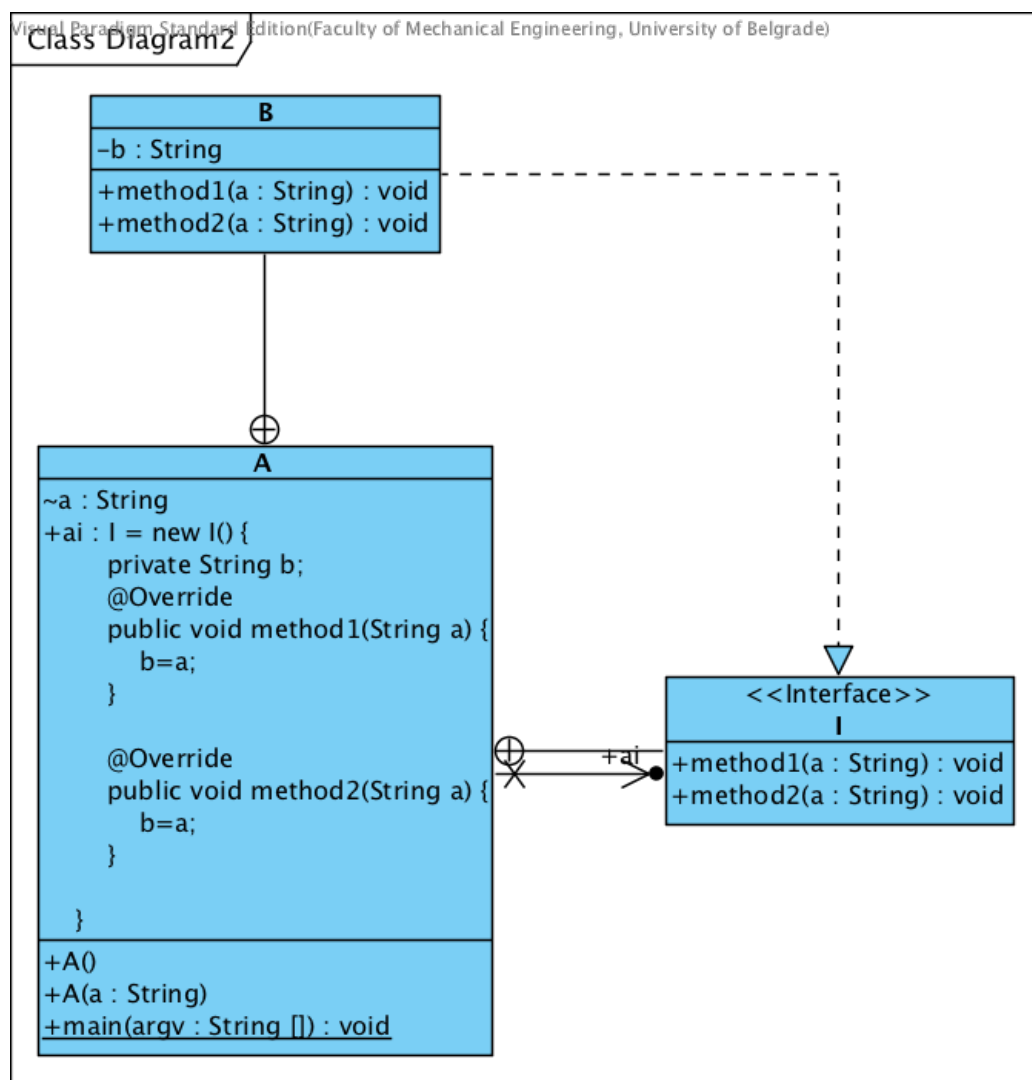 Visual Paradigm Standard Edition(Faculty of Mechanical Engineering, University of Belgrade)
Class Diagram2
B
-b : String
+method1(a : String) : void
+method2(a : String) : void
A
~a : String
+ai : I = new I() {
private String b;
@Override
public void method1(String a) {
b=a;
}
@Override
public void method2(String a) {
b=a;
}
}
+A()
+A(a : String)
+main(argv : String []) : void
+ai
<<Interface>>
I
+method1(a : String) : void
+method2(a : String) : void